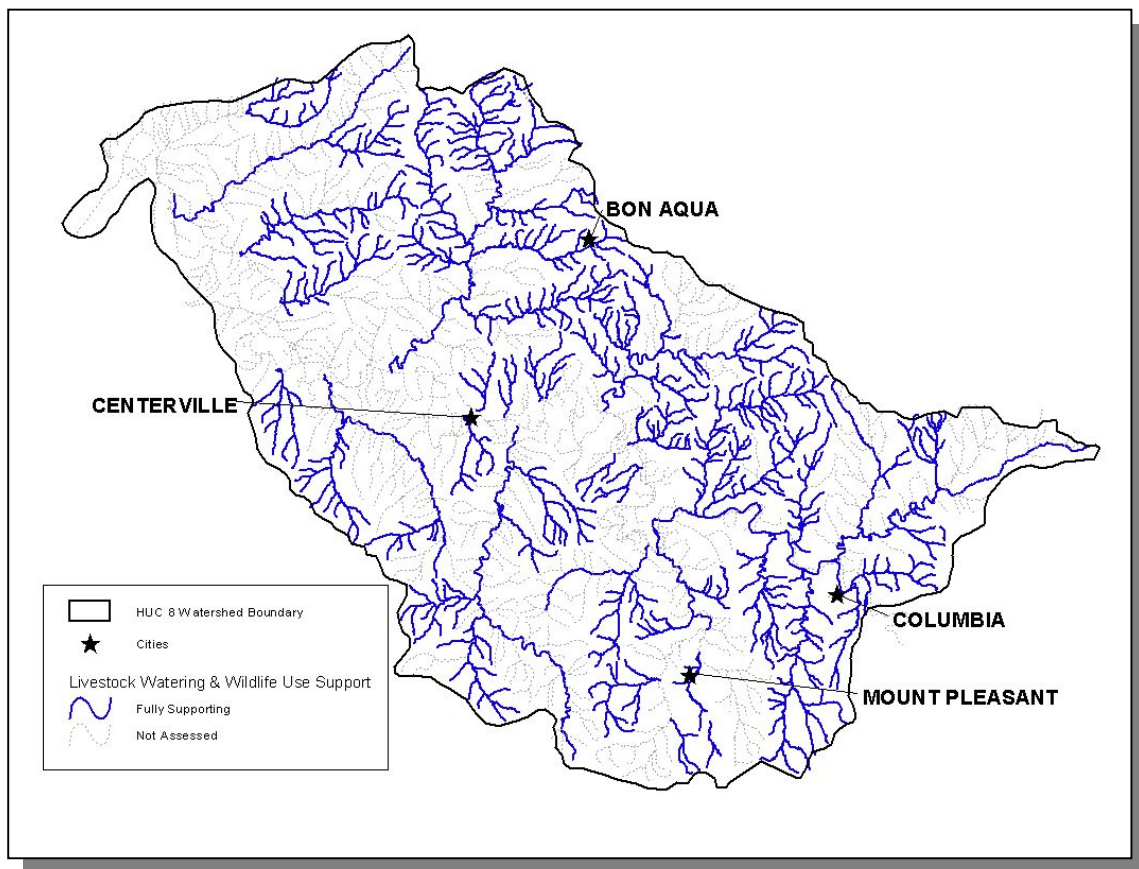 BON AQUA
CENTERVILLE
HUC 8 Watershed Boundary
Cities
COLUMBIA
Livestock Watering & Wildlife Use Support
MOUNT PLEASANT
Fully Supporting
Not Assessed